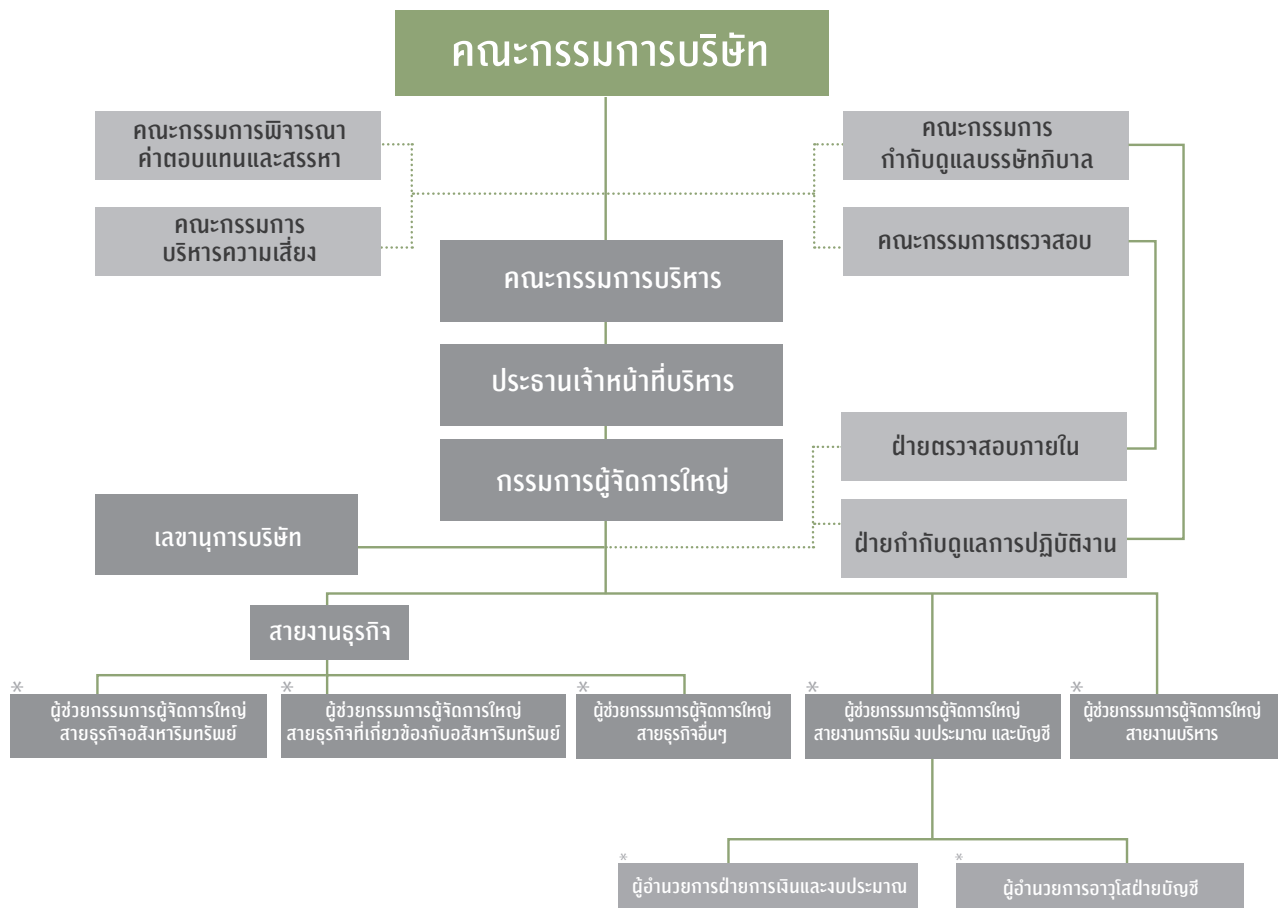 คณะกรรมการบริษัท
คณะกรรมการพิจารณา
ค่าตอบแทนและสรรหา
คณะกรรมการ
กำกับดูแลบรรษัทภิบาล
คณะกรรมการ
บริหารความเสี่ยง
คณะกรรมการตรวจสอบ
คณะกรรมการบริหาร
ประธานเจ้าหน้าที่บริหาร
กรรมการผู้จัดการใหญ่
ฝ่ายตรวจสอบภายใน
เลขานุการบริษัท
ฝ่ายกำกับดูแลการปฏิบัติงาน
สายงานธุรกิจ
* ผู้ช่วยกรรมการผู้จัดการใหญ่
สายธุรกิจอสังหาริมทรัพย์
* ผู้ช่วยกรรมการผู้จัดการใหญ่
สายธุรกิจที่เกี่ยวข้องกับอสังหาริมทรัพย์
* ผู้ช่วยกรรมการผู้จัดการใหญ่
สายธุรกิจอื่นๆ
* ผู้ช่วยกรรมการผู้จัดการใหญ่
สายงานการเงิน งบประมาณ และบัญชี
* ผู้ช่วยกรรมการผู้จัดการใหญ่
สายงานบริหาร
* ผู้อำนวยการฝ่ายการเงินและงบประมาณ
* ผู้อำนวยการอาวุโสฝ่ายบัญชี